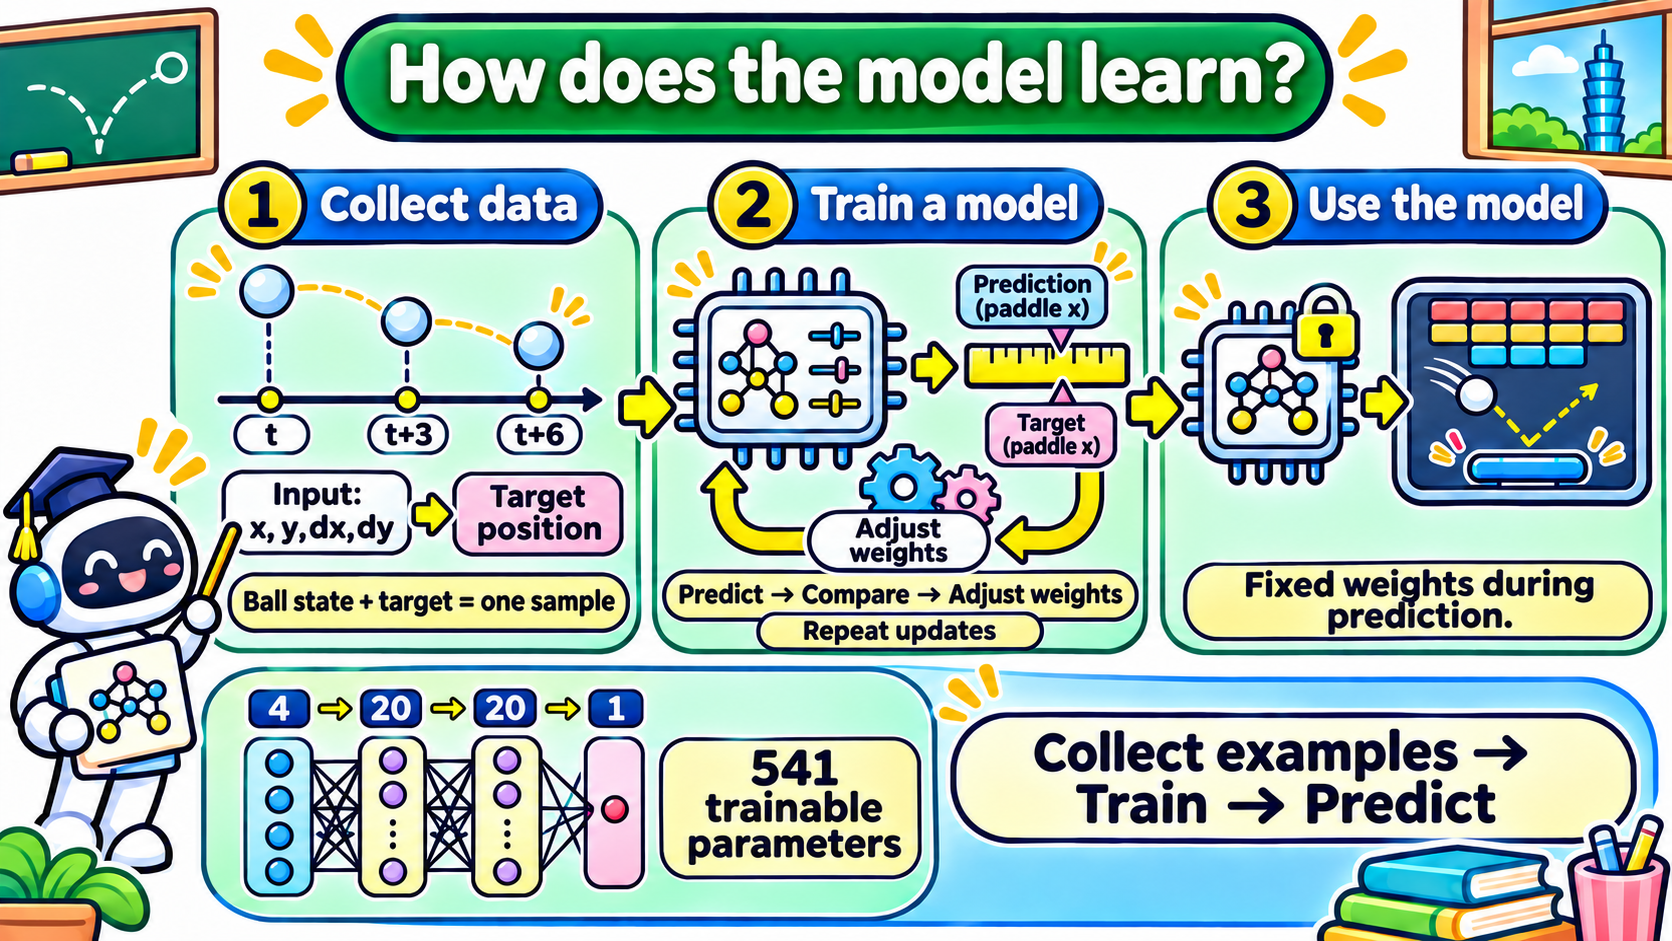 How does the model learn?
1 Collect data
t
t+3
t+6
Input:
x, y, dx, dy
Target
position
Ball state + target = one sample
2 Train a model
Prediction
(paddle x)
Target
(paddle x)
Adjust
weights
Predict → Compare → Adjust weights
Repeat updates
3 Use the model
Fixed weights during
prediction.
4 → 20 → 20 → 1
541
trainable
parameters
Collect examples →
Train → Predict